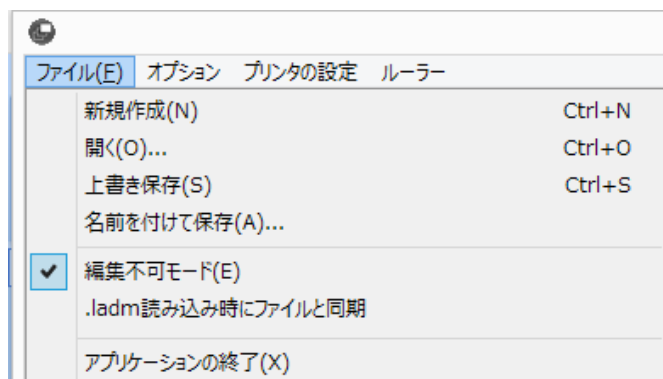 ファイル(F) オプション プリンタの設定 ルーラー
新規作成(N) Ctrl+N
開く(O)... Ctrl+O
上書き保存(S) Ctrl+S
名前を付けて保存(A)...
編集不可モード(E)
.ladm読み込み時にファイルと同期
アプリケーションの終了(X)